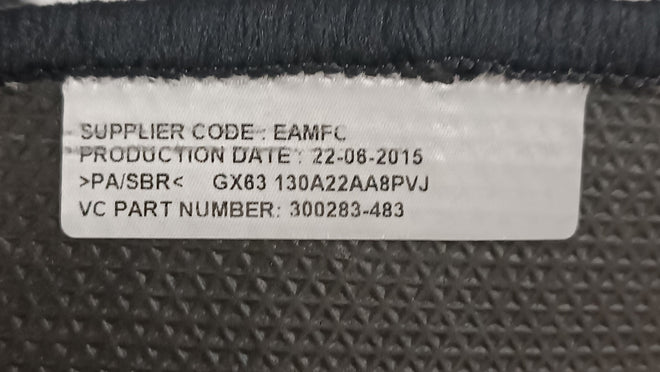 SUPPLIER CODE : EAMFC
PRODUCTION DATE : 22-06-2015
>PA/SBR< GX63 130A22AA8PVJ
VC PART NUMBER: 300283-483